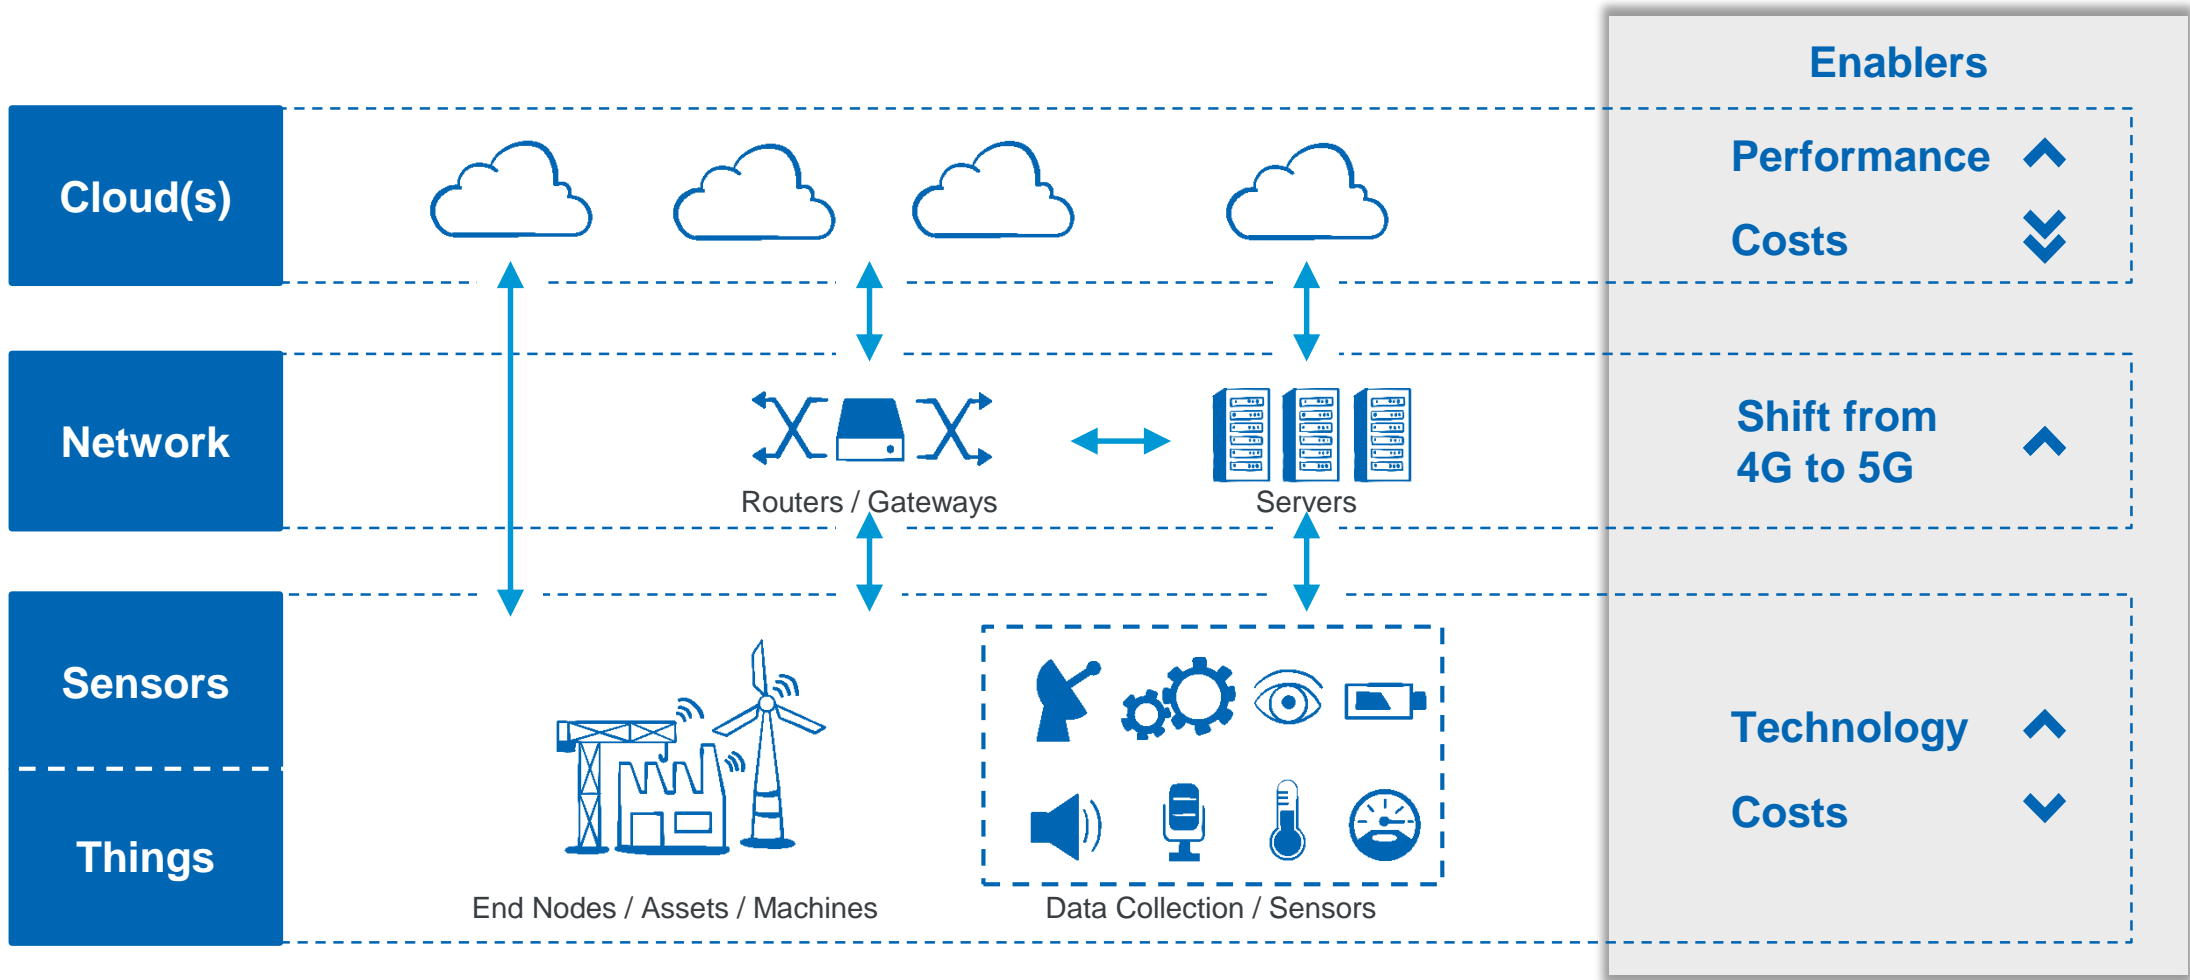 Enablers
Cloud(s)
Performance
Costs
Network
Routers / Gateways
Servers
Shift from
4G to 5G
Sensors
Things
End Nodes / Assets / Machines
Data Collection / Sensors
Technology
Costs